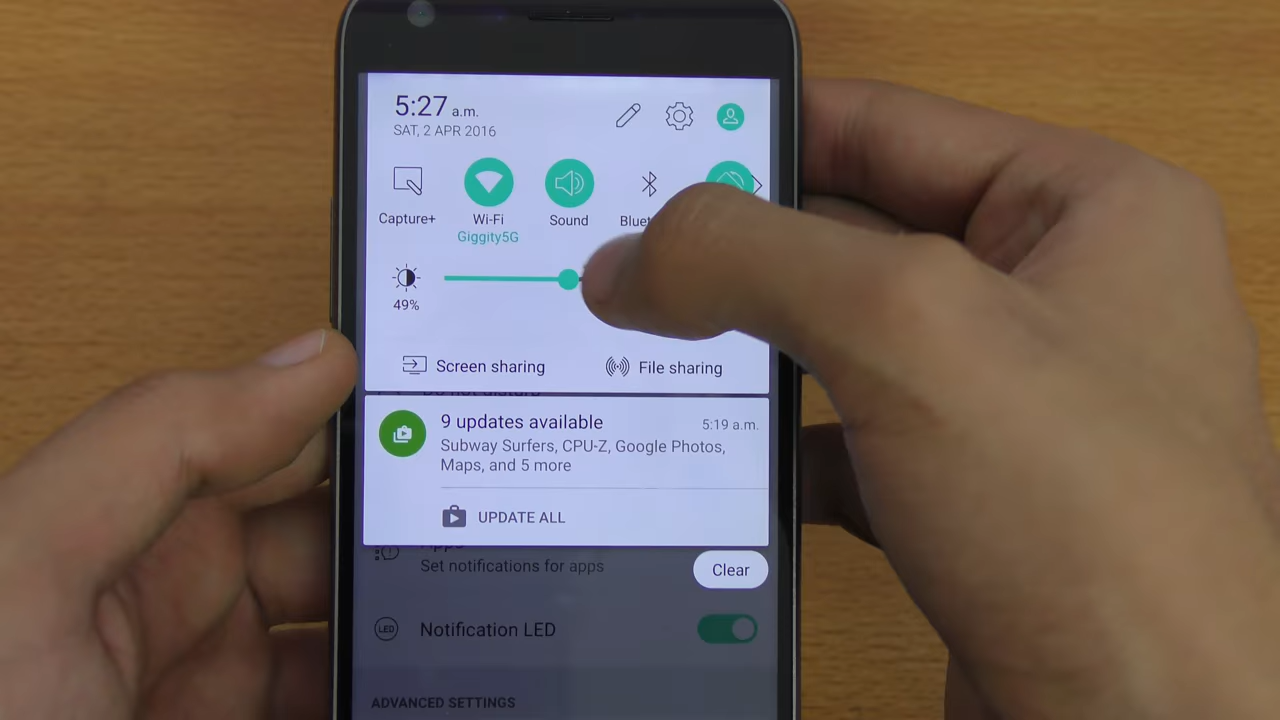 5:27 a.m.
SAT, 2 APR 2016
Capture+
Wi-Fi
Giggity5G
Sound
Bluet
49%
Screen sharing
File sharing
9 updates available
5:19 a.m.
Subway Surfers, CPU-Z, Google Photos,
Maps, and 5 more
UPDATE ALL
Apps
Set notifications for apps
Clear
LED
Notification LED
ADVANCED SETTINGS